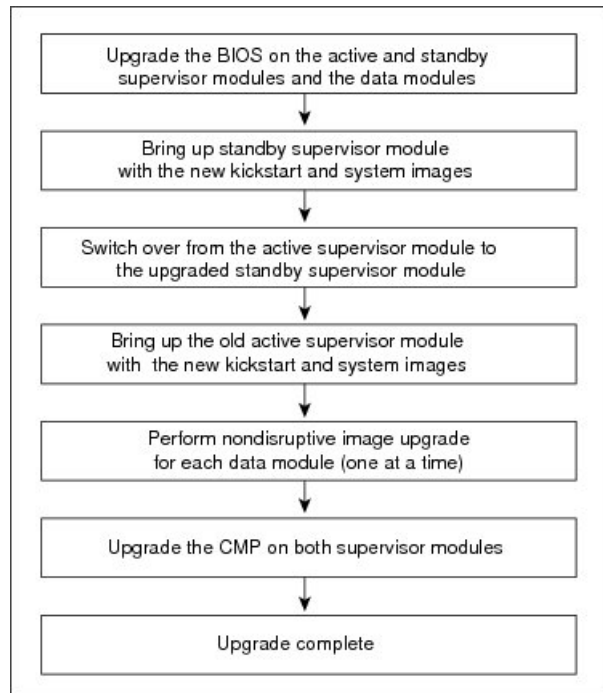 Upgrade the BIOS on the active and standby
supervisor modules and the data modules
Bring up standby supervisor module
with the new kickstart and system images
Switch over from the active supervisor module to
the upgraded standby supervisor module
Bring up the old active supervisor module
with the new kickstart and system images
Perform nondisruptive image upgrade
for each data module (one at a time)
Upgrade the CMP on both supervisor modules
Upgrade complete